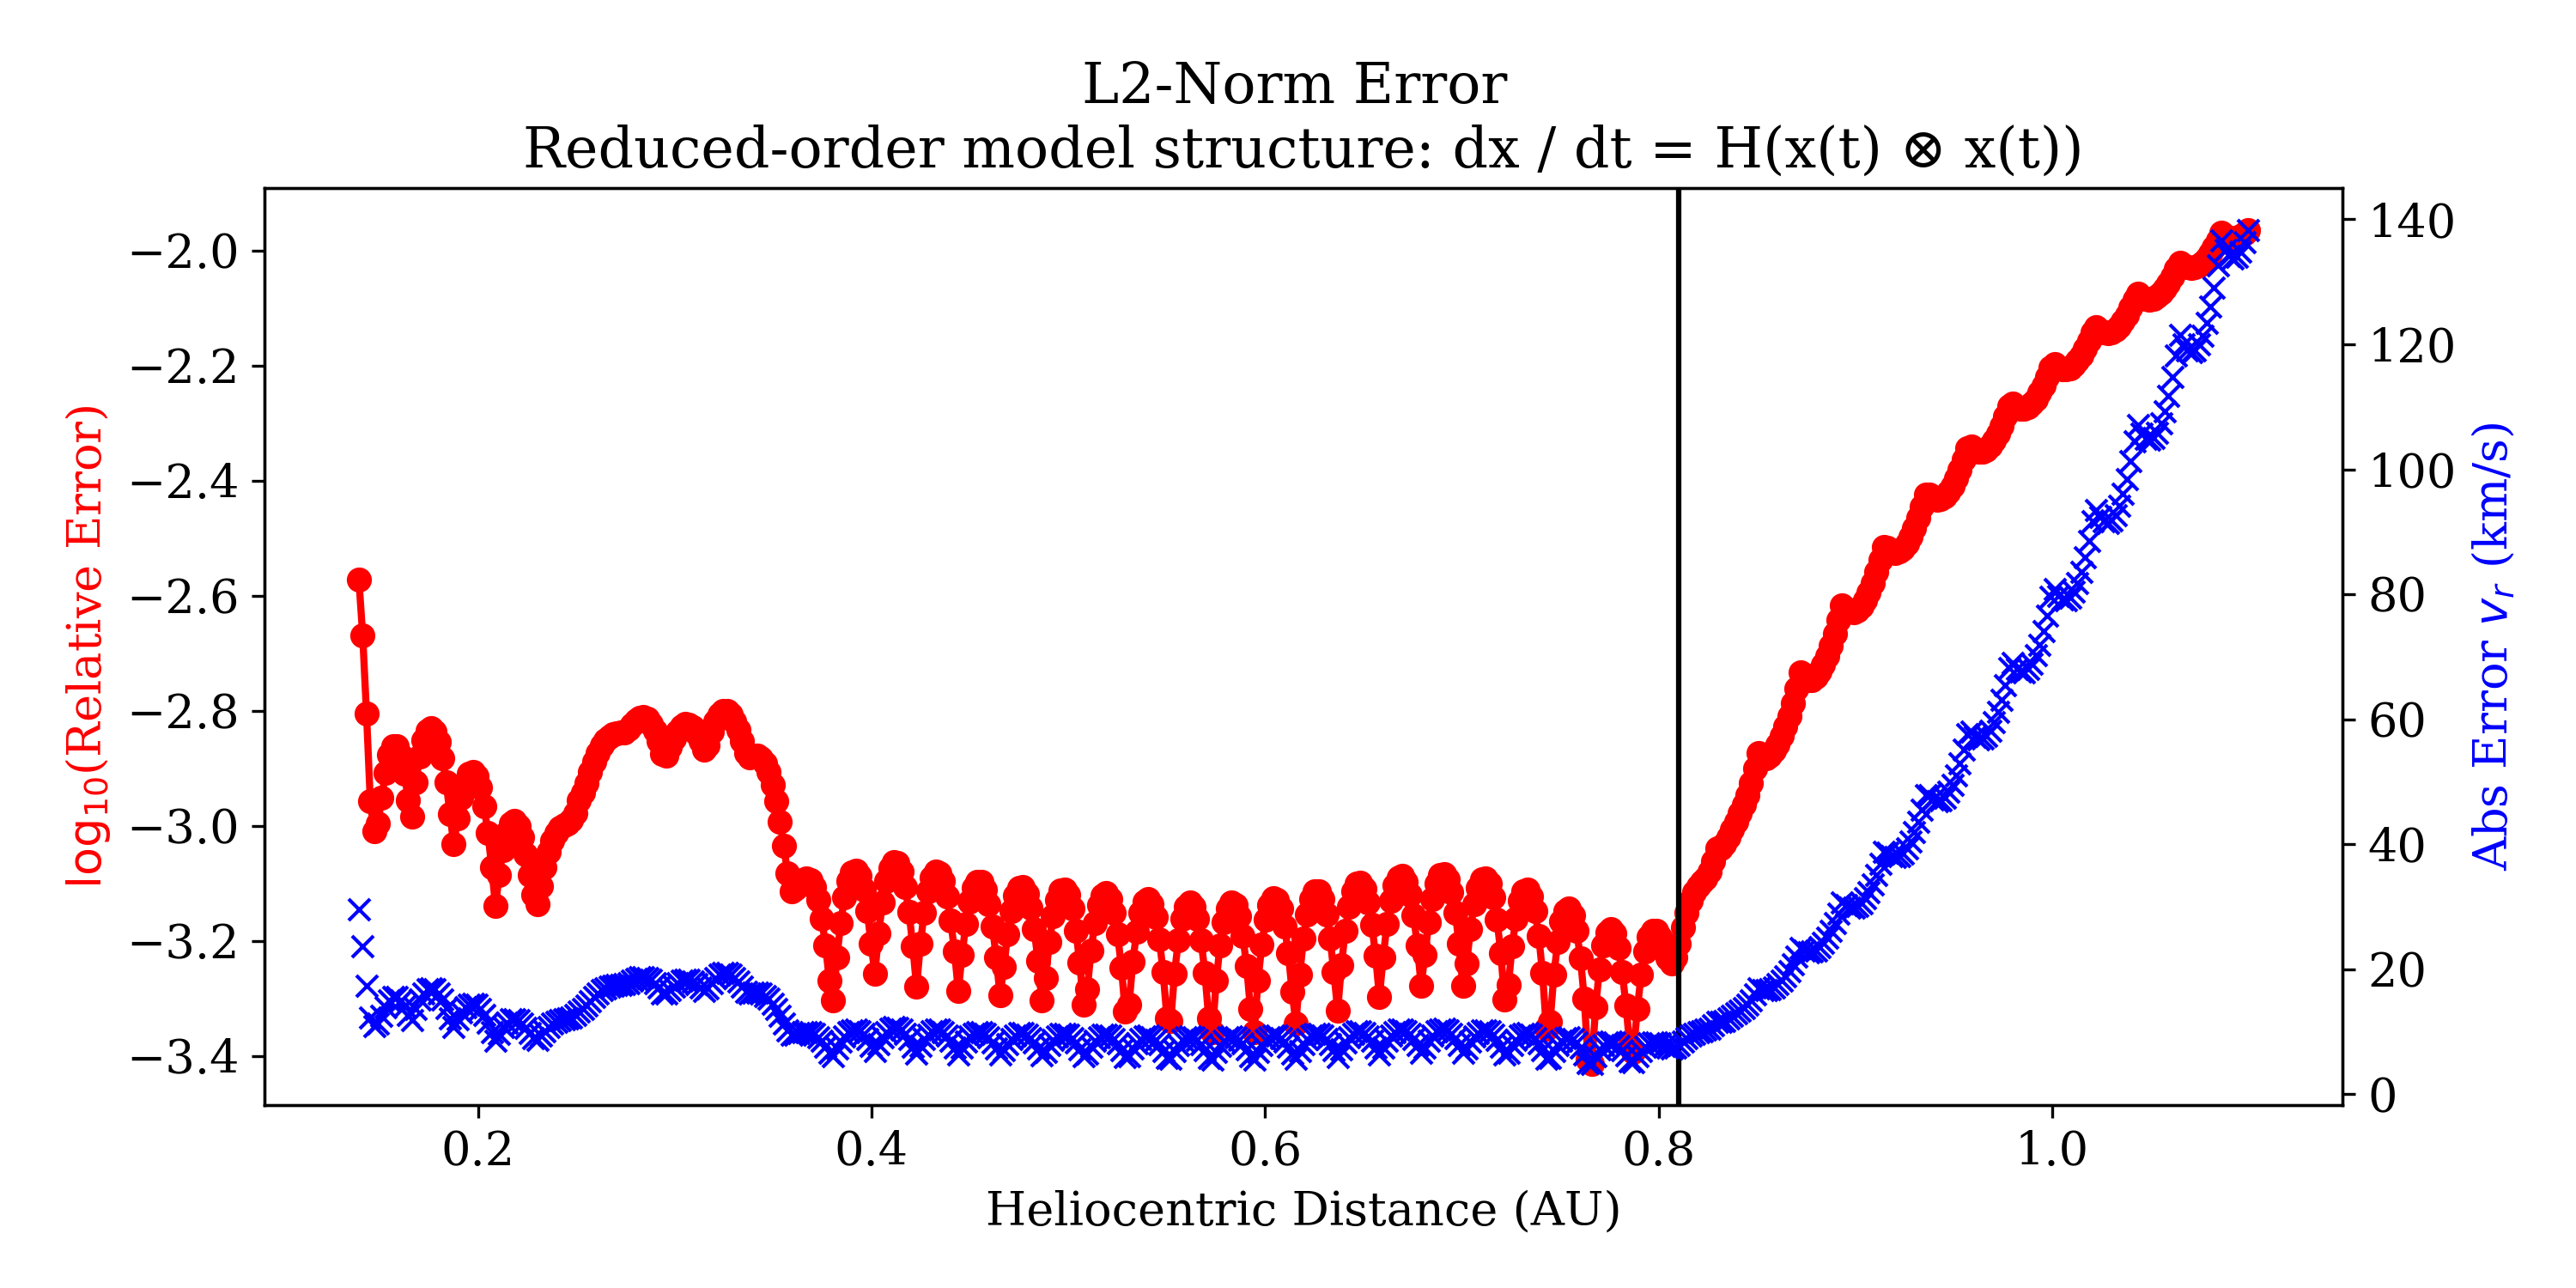 L2-Norm Error
Reduced-order model structure: dx / dt = H(x(t) ⊗ x(t))
log₁₀(Relative Error)
−2.0
−2.2
−2.4
−2.6
−2.8
−3.0
−3.2
−3.4
140
120
100
80
60
40
20
0
Abs Error vᵣ (km/s)
0.2 0.4 0.6 0.8 1.0
Heliocentric Distance (AU)